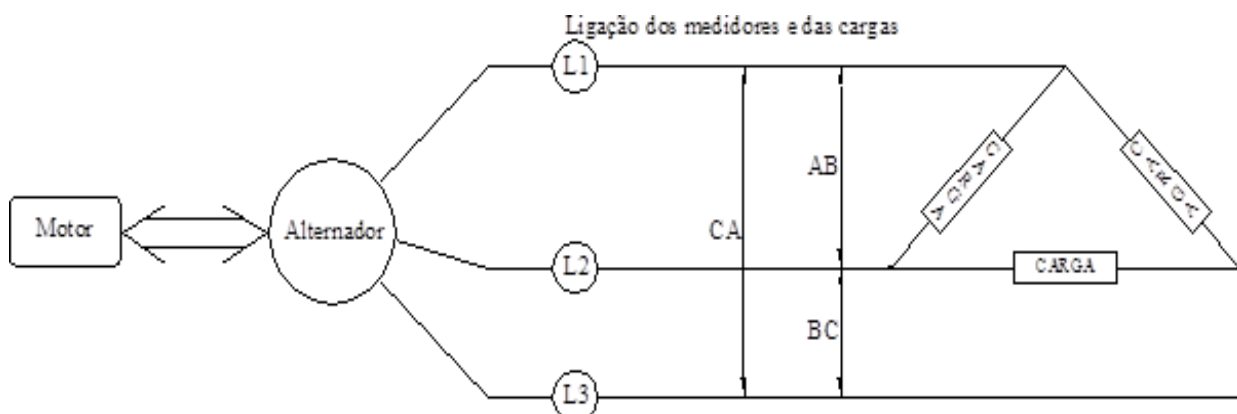 Ligação dos medidores e das cargas
L1
CARGA
CARGA
AB
Motor
Alternador
CA
L2
CARGA
BC
L3